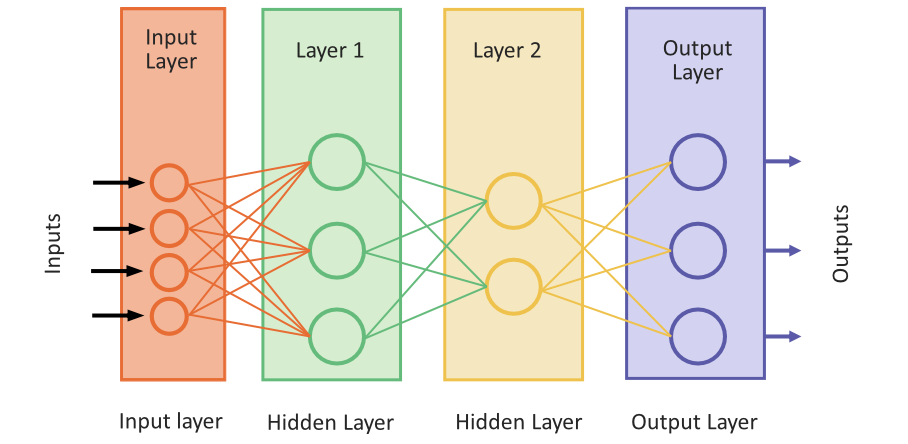 Input
Layer
Layer 1
Layer 2
Output
Layer
Inputs
Outputs
Input layer
Hidden Layer
Hidden Layer
Output Layer